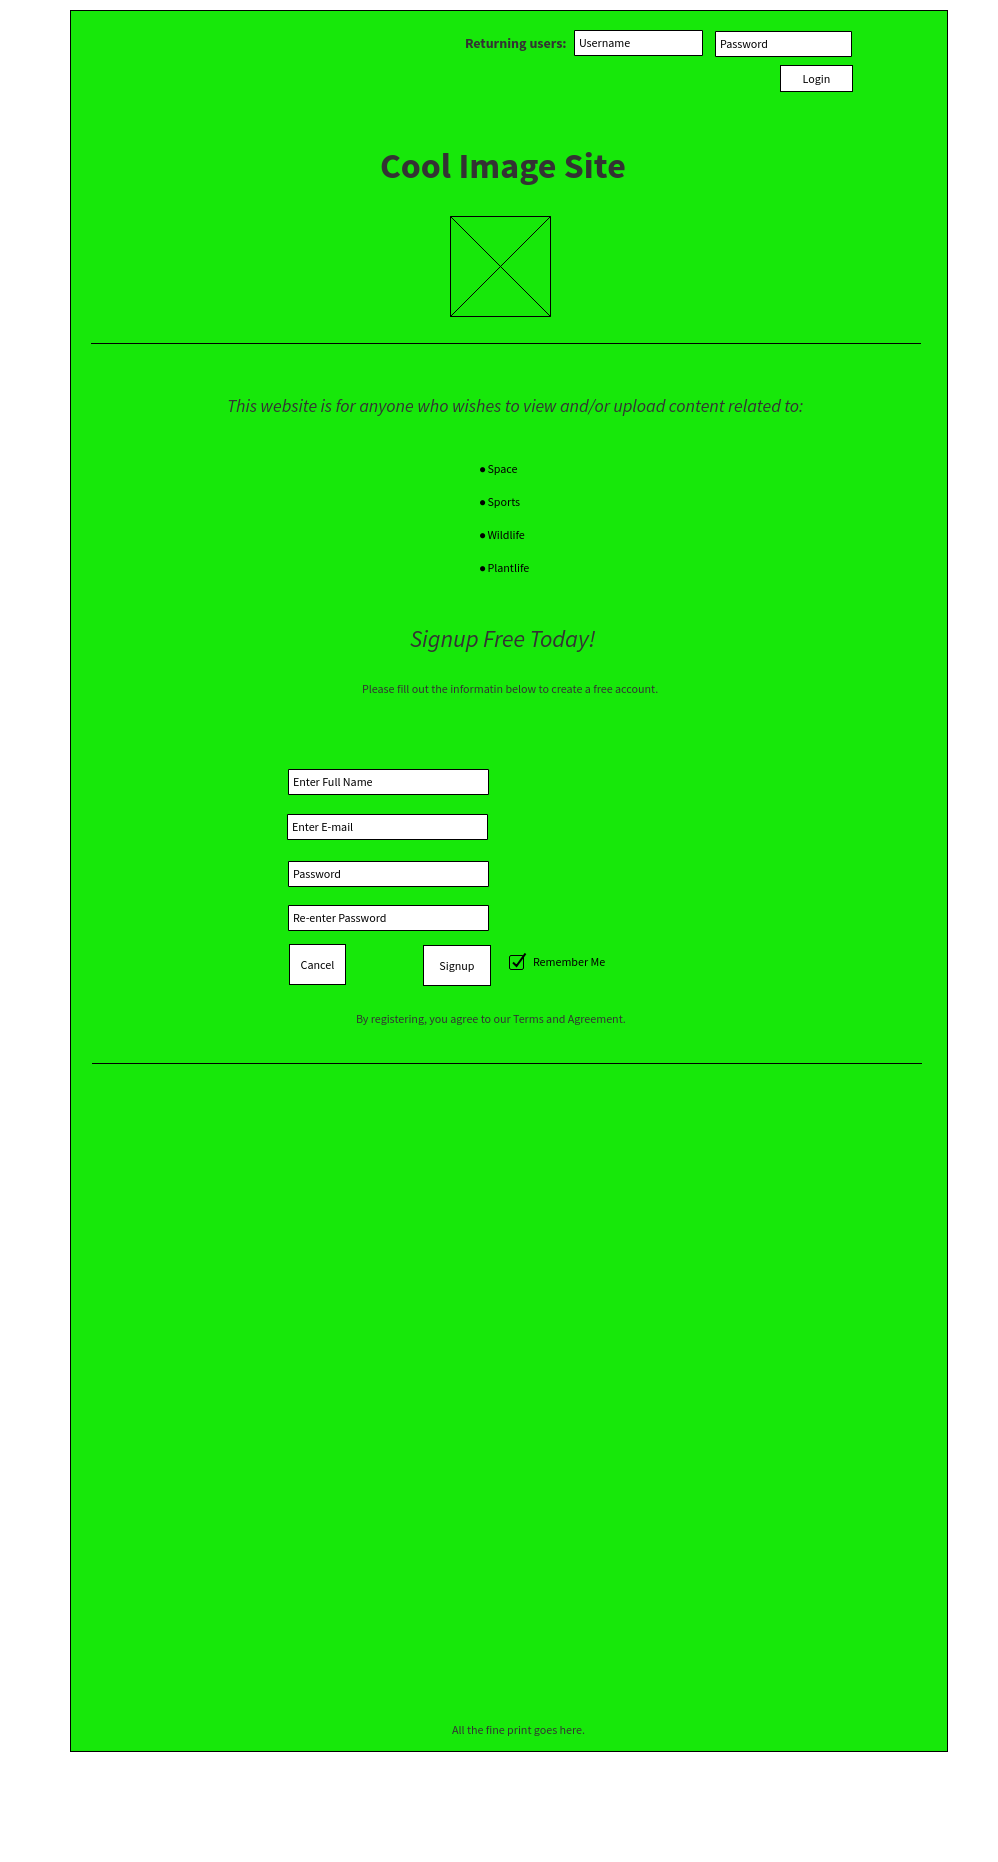 Returning users: Username Password
Login
Cool Image Site
This website is for anyone who wishes to view and/or upload content related to:
● Space
● Sports
● Wildlife
● Plantlife
Signup Free Today!
Please fill out the informatin below to create a free account.
Enter Full Name
Enter E-mail
Password
Re-enter Password
Cancel Signup Remember Me
By registering, you agree to our Terms and Agreement.
All the fine print goes here.